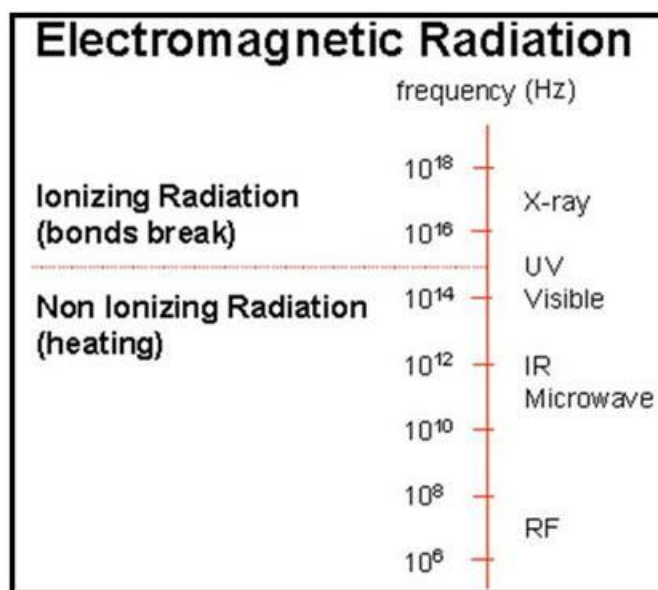 Electromagnetic Radiation
frequency (Hz)
10¹⁸
Ionizing Radiation
(bonds break)
X-ray
10¹⁶
UV
Non Ionizing Radiation
(heating)
10¹⁴
Visible
10¹²
IR
Microwave
10¹⁰
10⁸
RF
10⁶